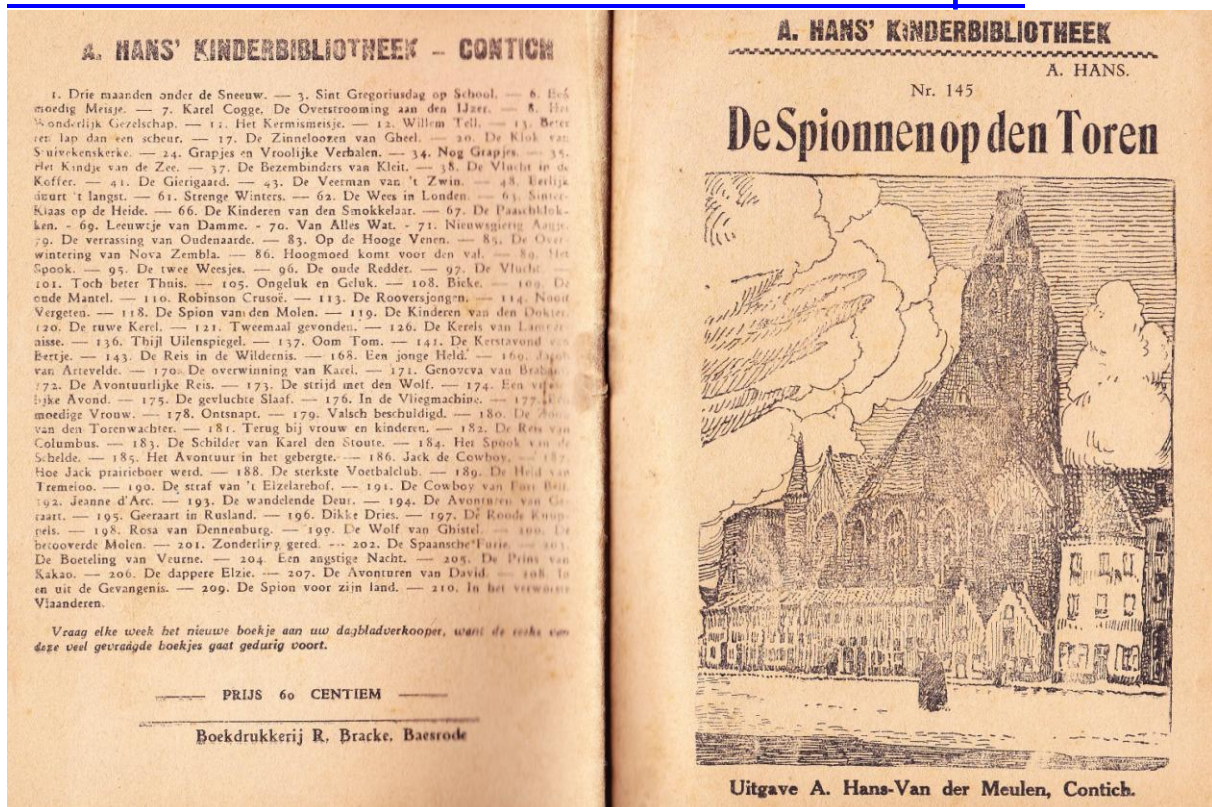 A. HANS' KINDERBIBLIOTHEEK – CONTICH
1. Drie maanden onder de Sneeuw. — 3. Sint Gregoriusdag op School. — 6. Een
moedig Meisje. — 7. Karel Cogge. De Overstrooming aan den IJzer. — 8. Het
Wonderlijk Gezelschap. — 11. Het Kermismeisje. — 12. Willem Tell. — 13. Beter
een lap dan een scheur. — 17. De Zinneloozen van Gheel. — 20. De Klok van
Stuivekenskerke. — 24. Grapjes en Vroolijke Verhalen. — 34. Nog Grapjes. — 35.
Het Kindje van de Zee. — 37. De Bezembinders van Kleit. — 38. De Vlucht in de
Koffer. — 41. De Gierigaard. — 43. De Veerman van 't Zwin. — 48. Eerlijk
duurt 't langst. — 61. Strenge Winters. — 62. De Wees in Londen. — 63. Sinter-
Klaas op de Heide. — 66. De Kinderen van den Smokkelaar. — 67. De Paaschklok-
ken. - 69. Leeuwtje van Damme. - 70. Van Alles Wat. - 71. Nieuwsgierig Aagje.
79. De verrassing van Oudenaarde. — 83. Op de Hooge Venen. — 85. De Over-
wintering van Nova Zembla. — 86. Hoogmoed komt voor den val. — 89. Het
Spook. — 95. De twee Weesjes. — 96. De oude Redder. — 97. De Vlucht. —
101. Toch beter Thuis. — 105. Ongeluk en Geluk. — 108. Bieke. — 109. De
oude Mantel. — 110. Robinson Crusoë. — 113. De Rooversjongen. — 114. Nooit
Vergeten. — 118. De Spion van den Molen. — 119. De Kinderen van den Dokter.
120. De ruwe Kerel. — 121. Tweemaal gevonden. — 126. De Kerels van
— 136. Thijl Uilenspiegel. — 137. Oom Tom. — 141. De Kerstavond van
Bertje. — 143. De Reis in de Wildernis. — 168. Een jonge Held. — 169. Jacob
van Artevelde. — 170. De overwinning van Karel. — 171. Genoveva van Brabant.
172. De Avontuurlijke Reis. — 173. De strijd met den Wolf. — 174. Een
Avond. — 175. De gevluchte Slaaf. — 176. In de Vliegmachine. — 177.
moedige Vrouw. — 178. Ontsnapt. — 179. Valsch beschuldigd. — 180. De
van den Torenwachter. — 181. Terug bij vrouw en kinderen. — 182. De Reis van
Columbus. — 183. De Schilder van Karel den Stoute. — 184. Het Spook van de
Schelde. — 185. Het Avontuur in het gebergte. — 186. Jack de Cowboy. — 187.
Hoe Jack prairieboer werd. — 188. De sterkste Voetbalclub. — 189. De Held van
Tremeloo. — 190. De straf van 't Elzelarehof. — 191. De Cowboy van Fort
192. Jeanne d'Arc. — 193. De wandelende Deur. — 194. De Avonturen van Ge-
raart. — 195. Geeraart in Rusland. — 196. Dikke Dries. — 197. De Roode
— 198. Rosa van Dennenburg. — 199. De Wolf van Ghistel. — 200. De
beroofde Molen. — 201. Zonderling gered. — 202. De Spaansche Furie. — 203.
De Boeteling van Veurne. — 204. Een angstige Nacht. — 205. De Prins van
Kakao. — 206. De dappere Elzie. — 207. De Avonturen van David. — 208. In
en uit de Gevangenis. — 209. De Spion voor zijn land. — 210. In het verwoeste
Vlaanderen.
Vraag elke week het nieuwe boekje aan uw dagbladverkooper, want de reeks van
deze veel gevraagde boekjes gaat gedurig voort.
PRIJS 60 CENTIEM
Boekdrukkerij R. Bracke, Baesrode
A. HANS' KINDERBIBLIOTHEEK
A. HANS.
Nr. 145
De Spionnen op den Toren
Uitgave A. Hans-Van der Meulen, Contich.